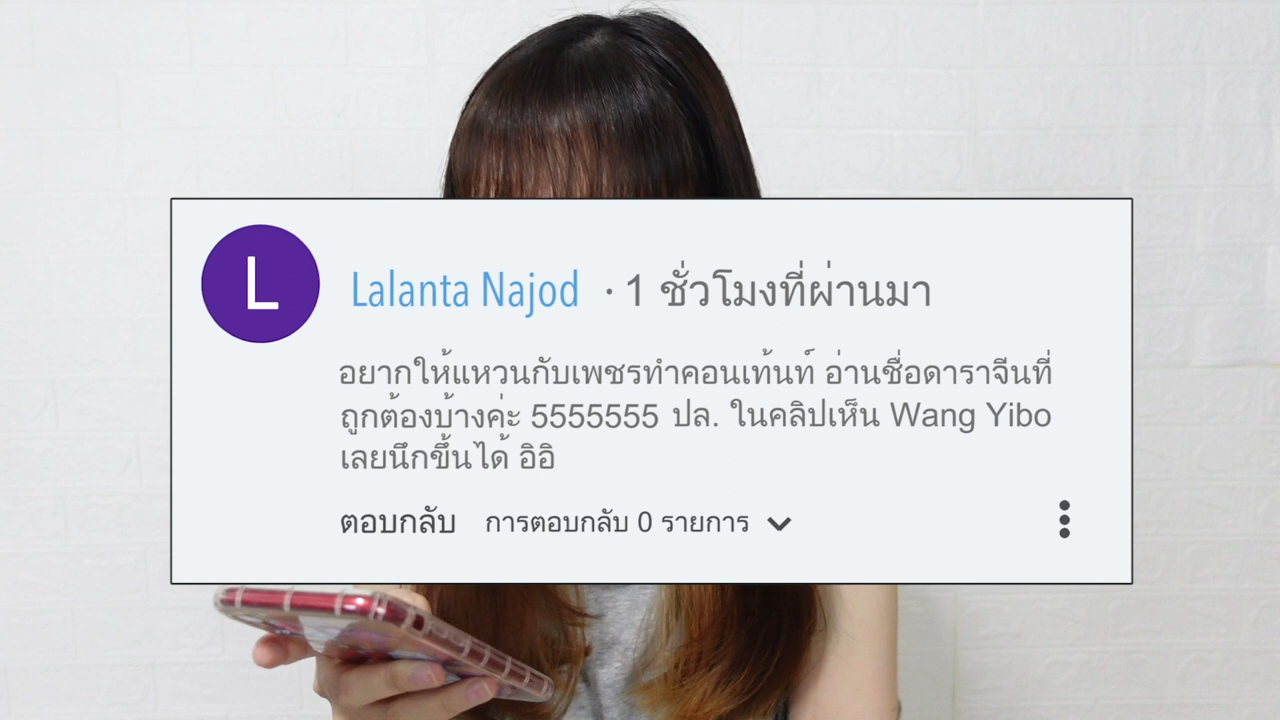 L
Lalanta Najod · 1 ชั่วโมงที่ผ่านมา
อยากให้แหวนกับเพชรทำคอนเท้นท์ อ่านชื่อดาราจีนที่
ถูกต้องบ้างค่ะ 5555555 ปล. ในคลิปเห็น Wang Yibo
เลยนึกขึ้นได้ อิอิ
ตอบกลับ การตอบกลับ 0 รายการ